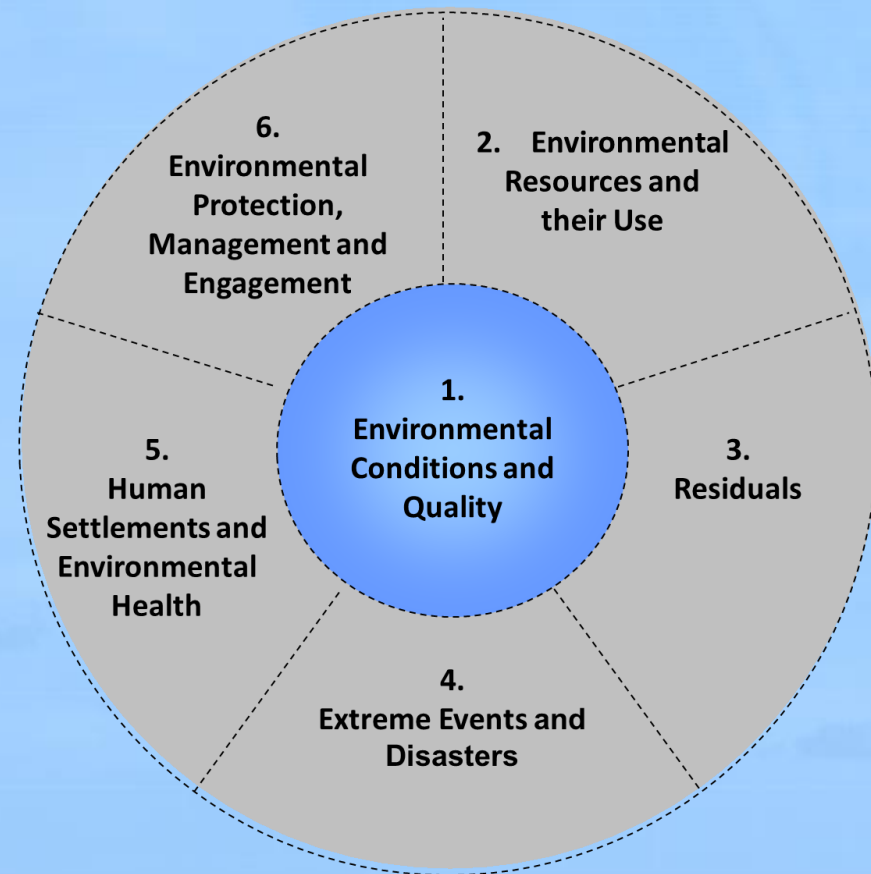 1.
Environmental
Conditions and
Quality
2. Environmental
Resources and
their Use
3.
Residuals
4.
Extreme Events and
Disasters
5.
Human
Settlements and
Environmental
Health
6.
Environmental
Protection,
Management and
Engagement